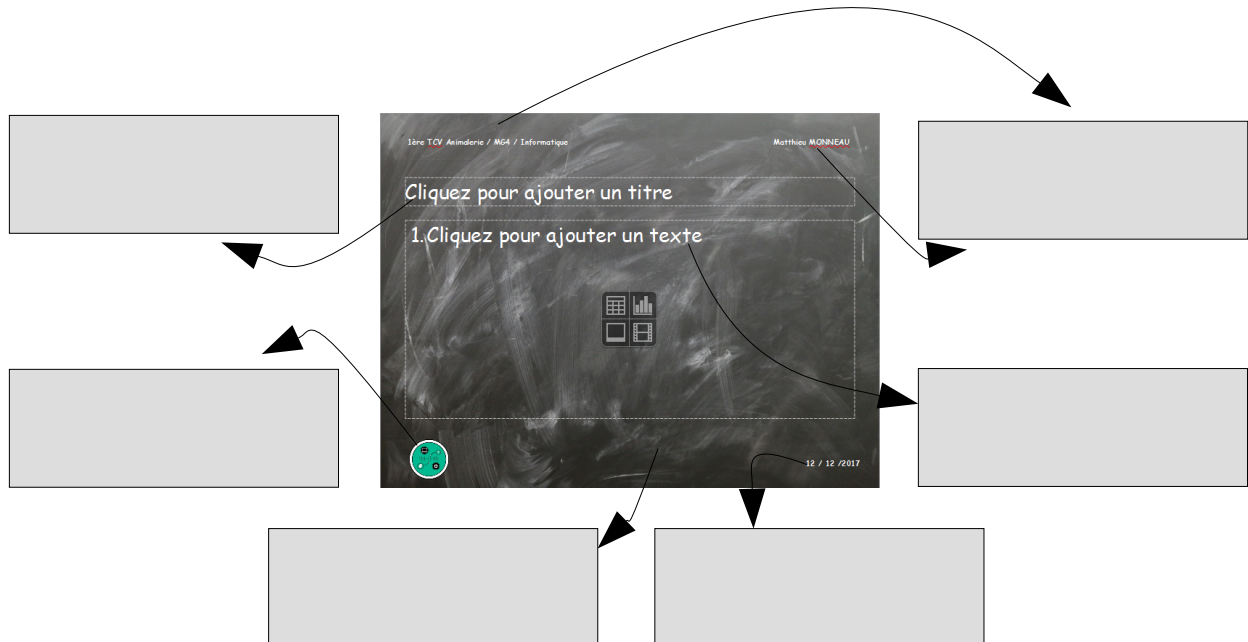 1ère TCV Animalerie / MG4 / Informatique
Matthieu MONNEAU
Cliquez pour ajouter un titre
1.Cliquez pour ajouter un texte
12 / 12 /2017